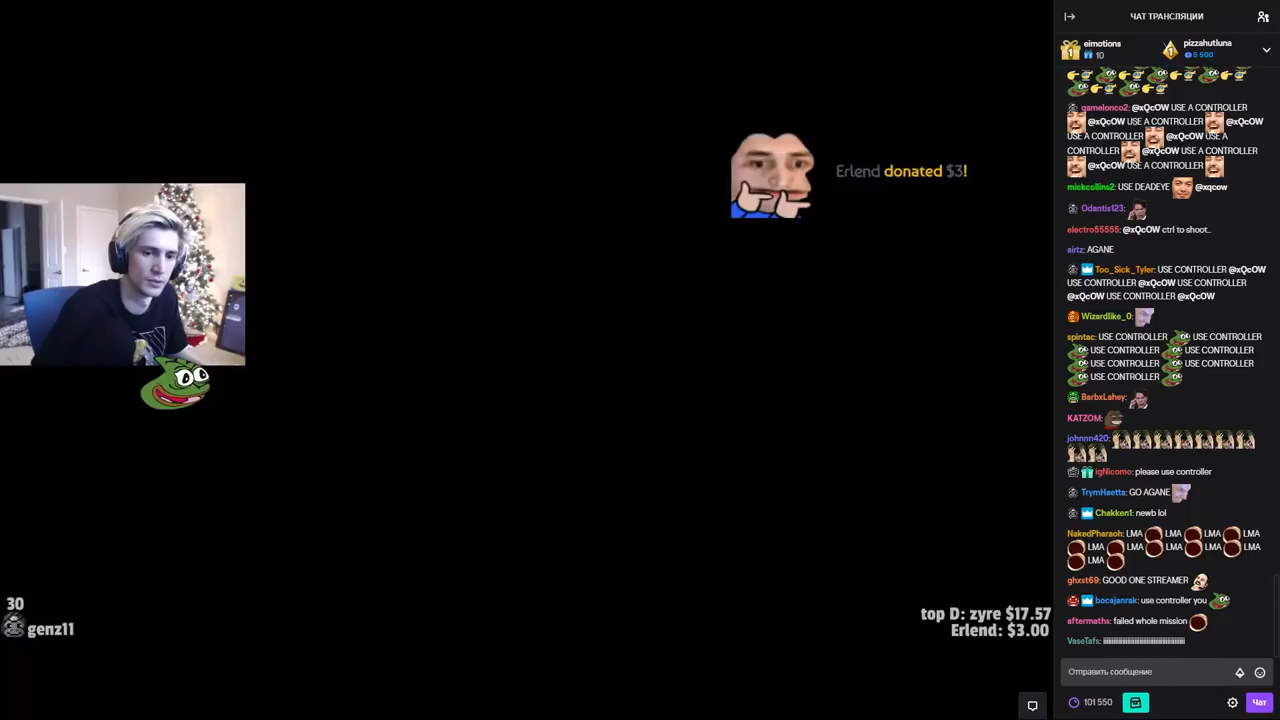 Erlend donated $3!
30
genz11
top D: zyre $17.57
Erlend: $3.00
ЧАТ ТРАНСЛЯЦИИ
eimotions
10
pizzahutluna
5 500
gamelonco2: @xQcOW USE A CONTROLLER
@xQcOW USE A CONTROLLER @xQcOW
USE A CONTROLLER @xQcOW USE A
CONTROLLER @xQcOW USE A CONTROLLER
@xQcOW USE A CONTROLLER
mickcollins2: USE DEADEYE @xqcow
Odantis123:
electro55555: @xQcOW ctrl to shoot..
airtz: AGANE
Too_Sick_Tyler: USE CONTROLLER @xQcOW
USE CONTROLLER @xQcOW USE CONTROLLER
@xQcOW USE CONTROLLER @xQcOW
Wizardlike_0:
spintac: USE CONTROLLER USE CONTROLLER
USE CONTROLLER USE CONTROLLER
USE CONTROLLER USE CONTROLLER
USE CONTROLLER
BarbxLahey:
KATZOM:
johnnn420:
igNicomo: please use controller
TrymHaetta: GO AGANE
Chakken1: newb lol
NakedPharaoh: LMA LMA LMA LMA
LMA LMA LMA LMA
LMA
ghxst69: GOOD ONE STREAMER
bocajanrak: use controller you
aftermaths: failed whole mission
VaseTafs:
Отправить сообщение
101 550
Чат